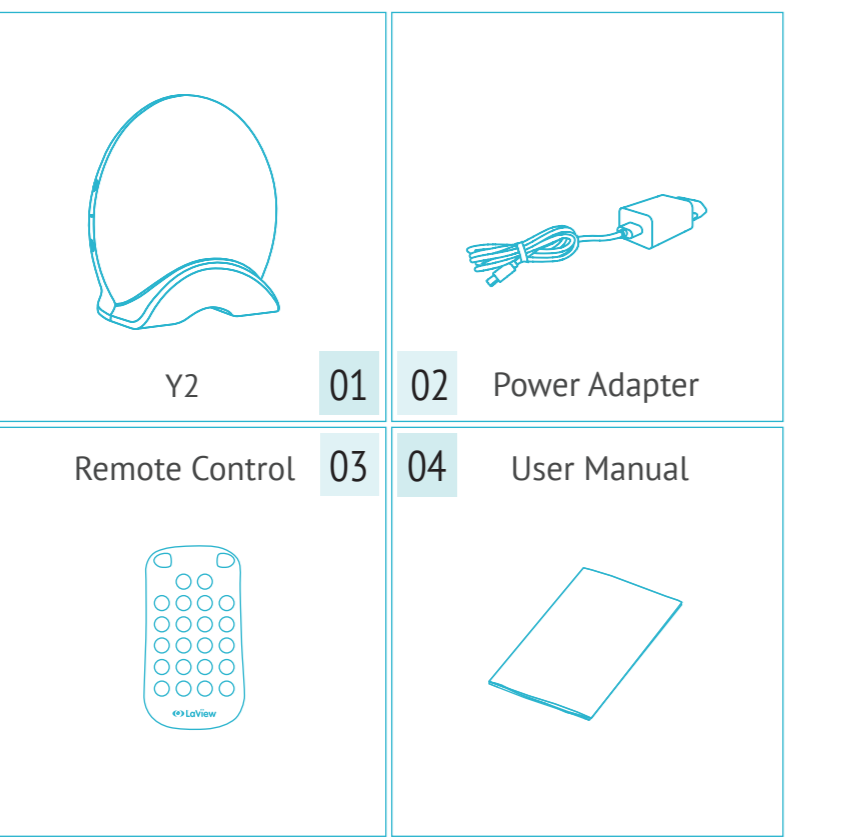 Y2
01
02
Power Adapter
Remote Control
03
04
User Manual
LaView